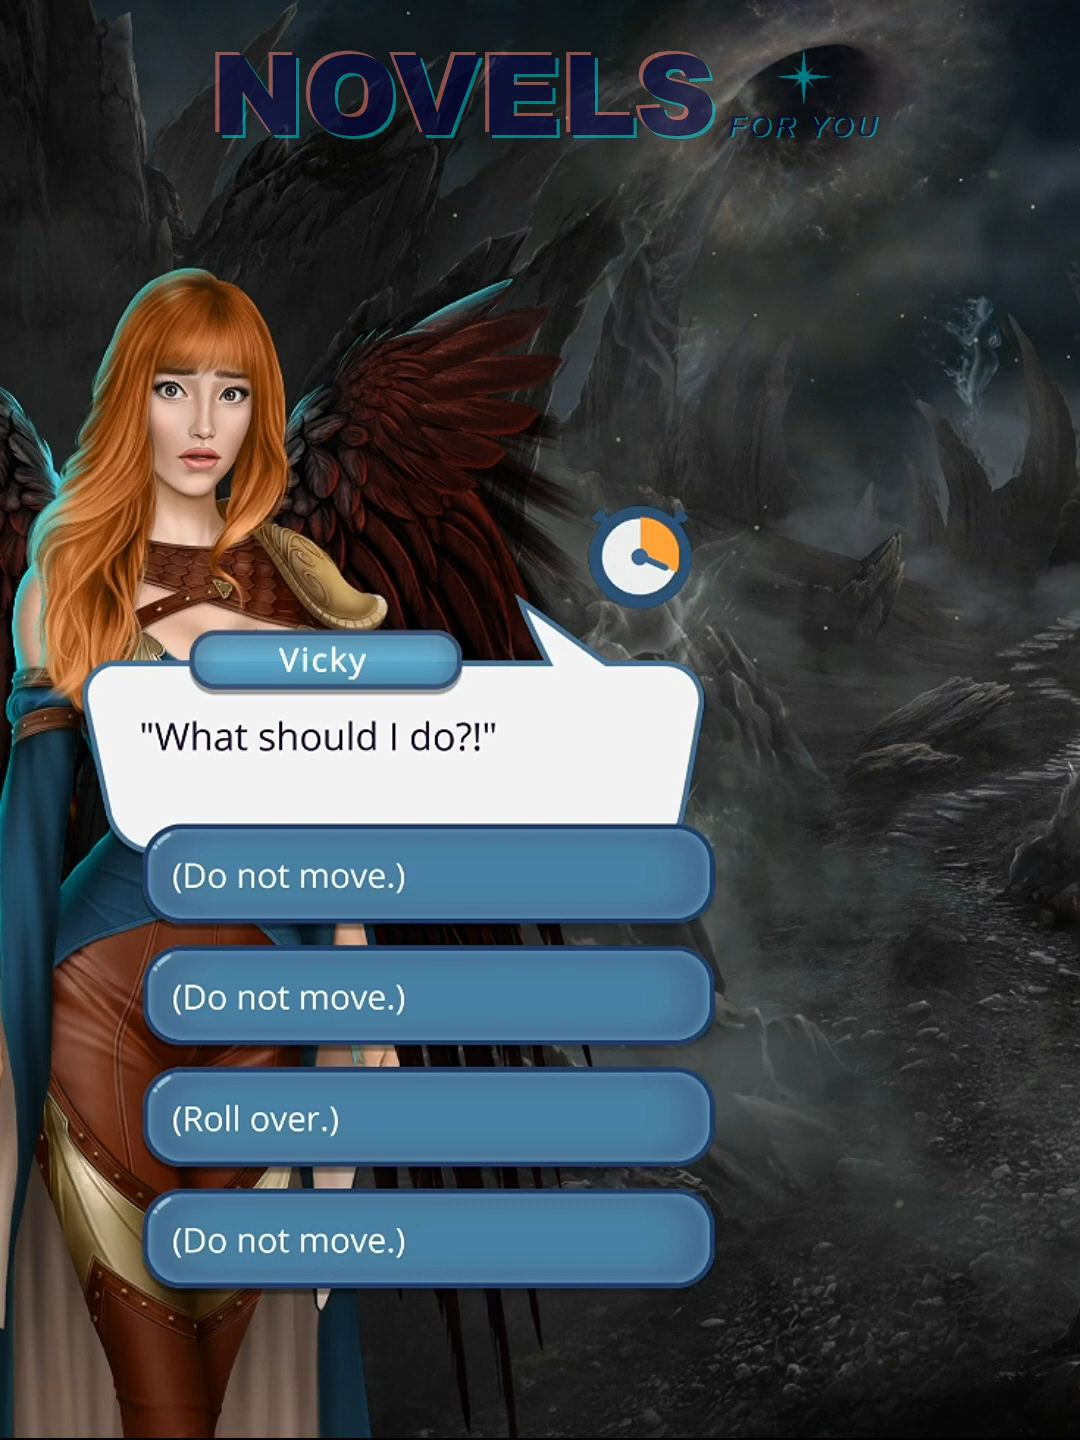 NOVELS
FOR YOU
Vicky
"What should I do?!"
(Do not move.)
(Do not move.)
(Roll over.)
(Do not move.)